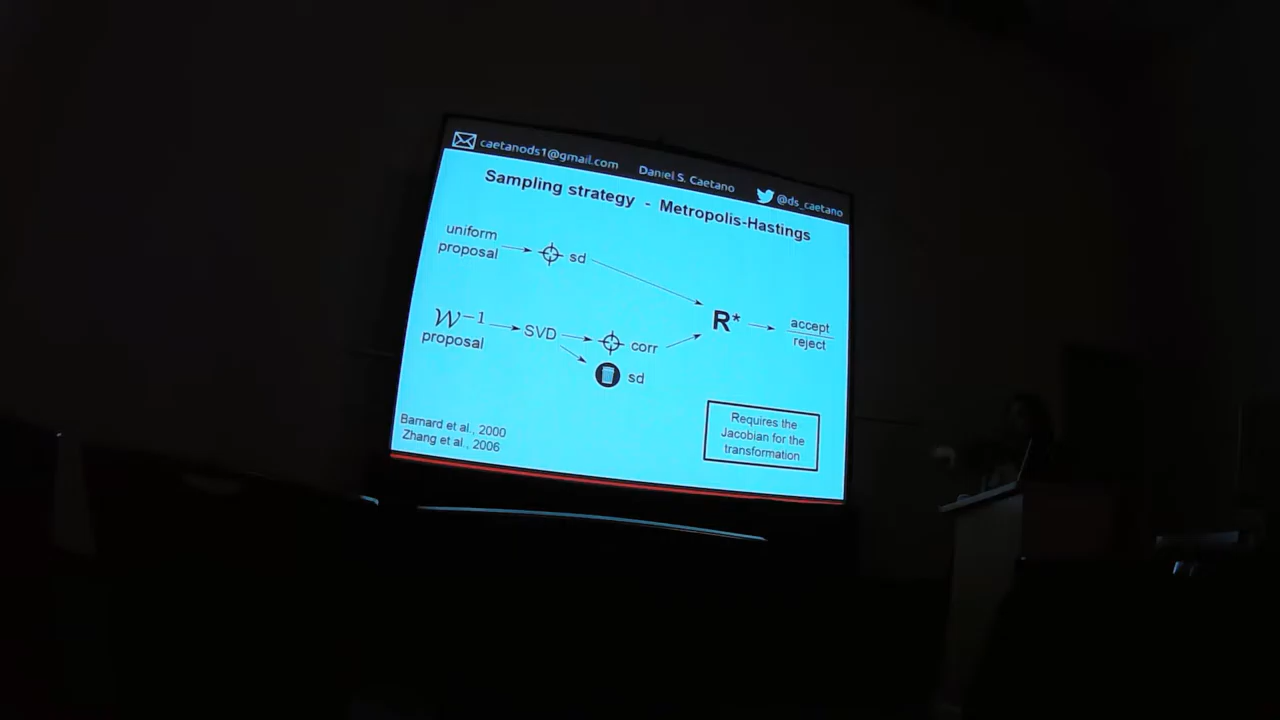 caetanods1@gmail.com Daniel S. Caetano @ds_caetano
Sampling strategy - Metropolis-Hastings
uniform
proposal
sd
W−1
proposal
SVD
corr
sd
R*
accept
reject
Requires the
Jacobian for the
transformation
Barnard et al., 2000
Zhang et al., 2006